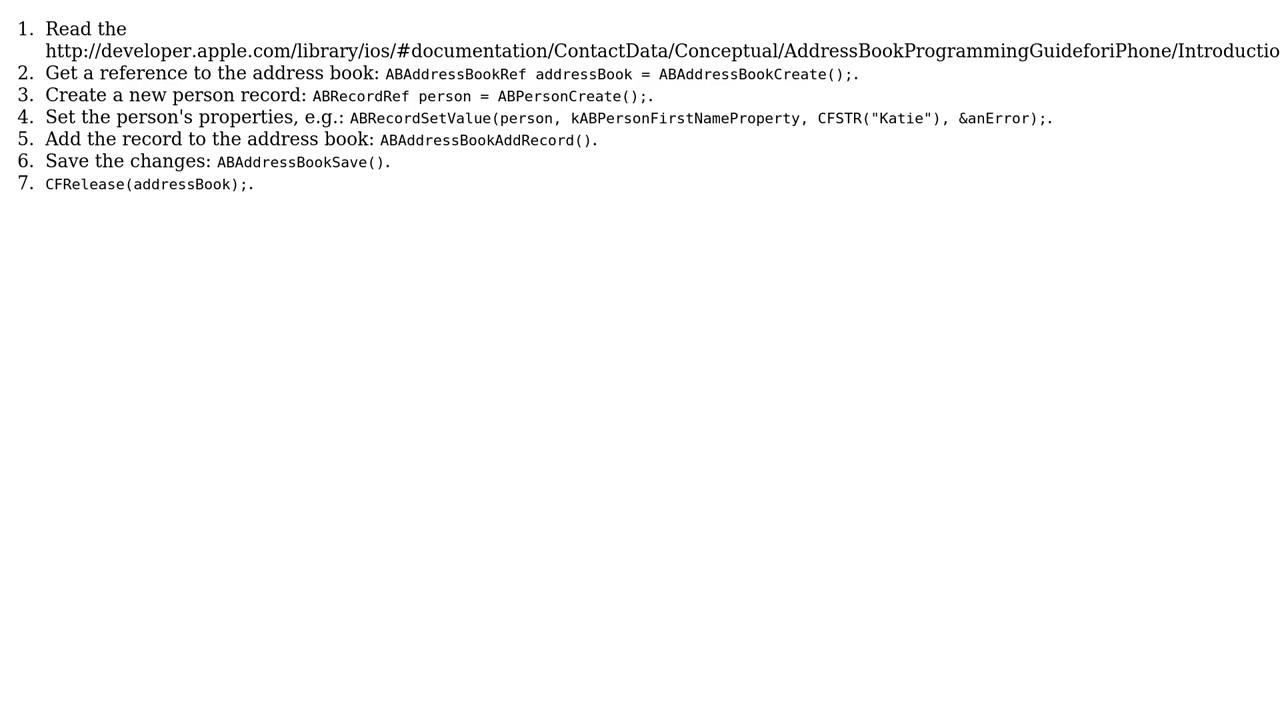 1. Read the
http://developer.apple.com/library/ios/#documentation/ContactData/Conceptual/AddressBookProgrammingGuideforiPhone/Introductio
2. Get a reference to the address book: ABAddressBookRef addressBook = ABAddressBookCreate();.
3. Create a new person record: ABRecordRef person = ABPersonCreate();.
4. Set the person's properties, e.g.: ABRecordSetValue(person, kABPersonFirstNameProperty, CFSTR("Katie"), &anError);.
5. Add the record to the address book: ABAddressBookAddRecord().
6. Save the changes: ABAddressBookSave().
7. CFRelease(addressBook);.